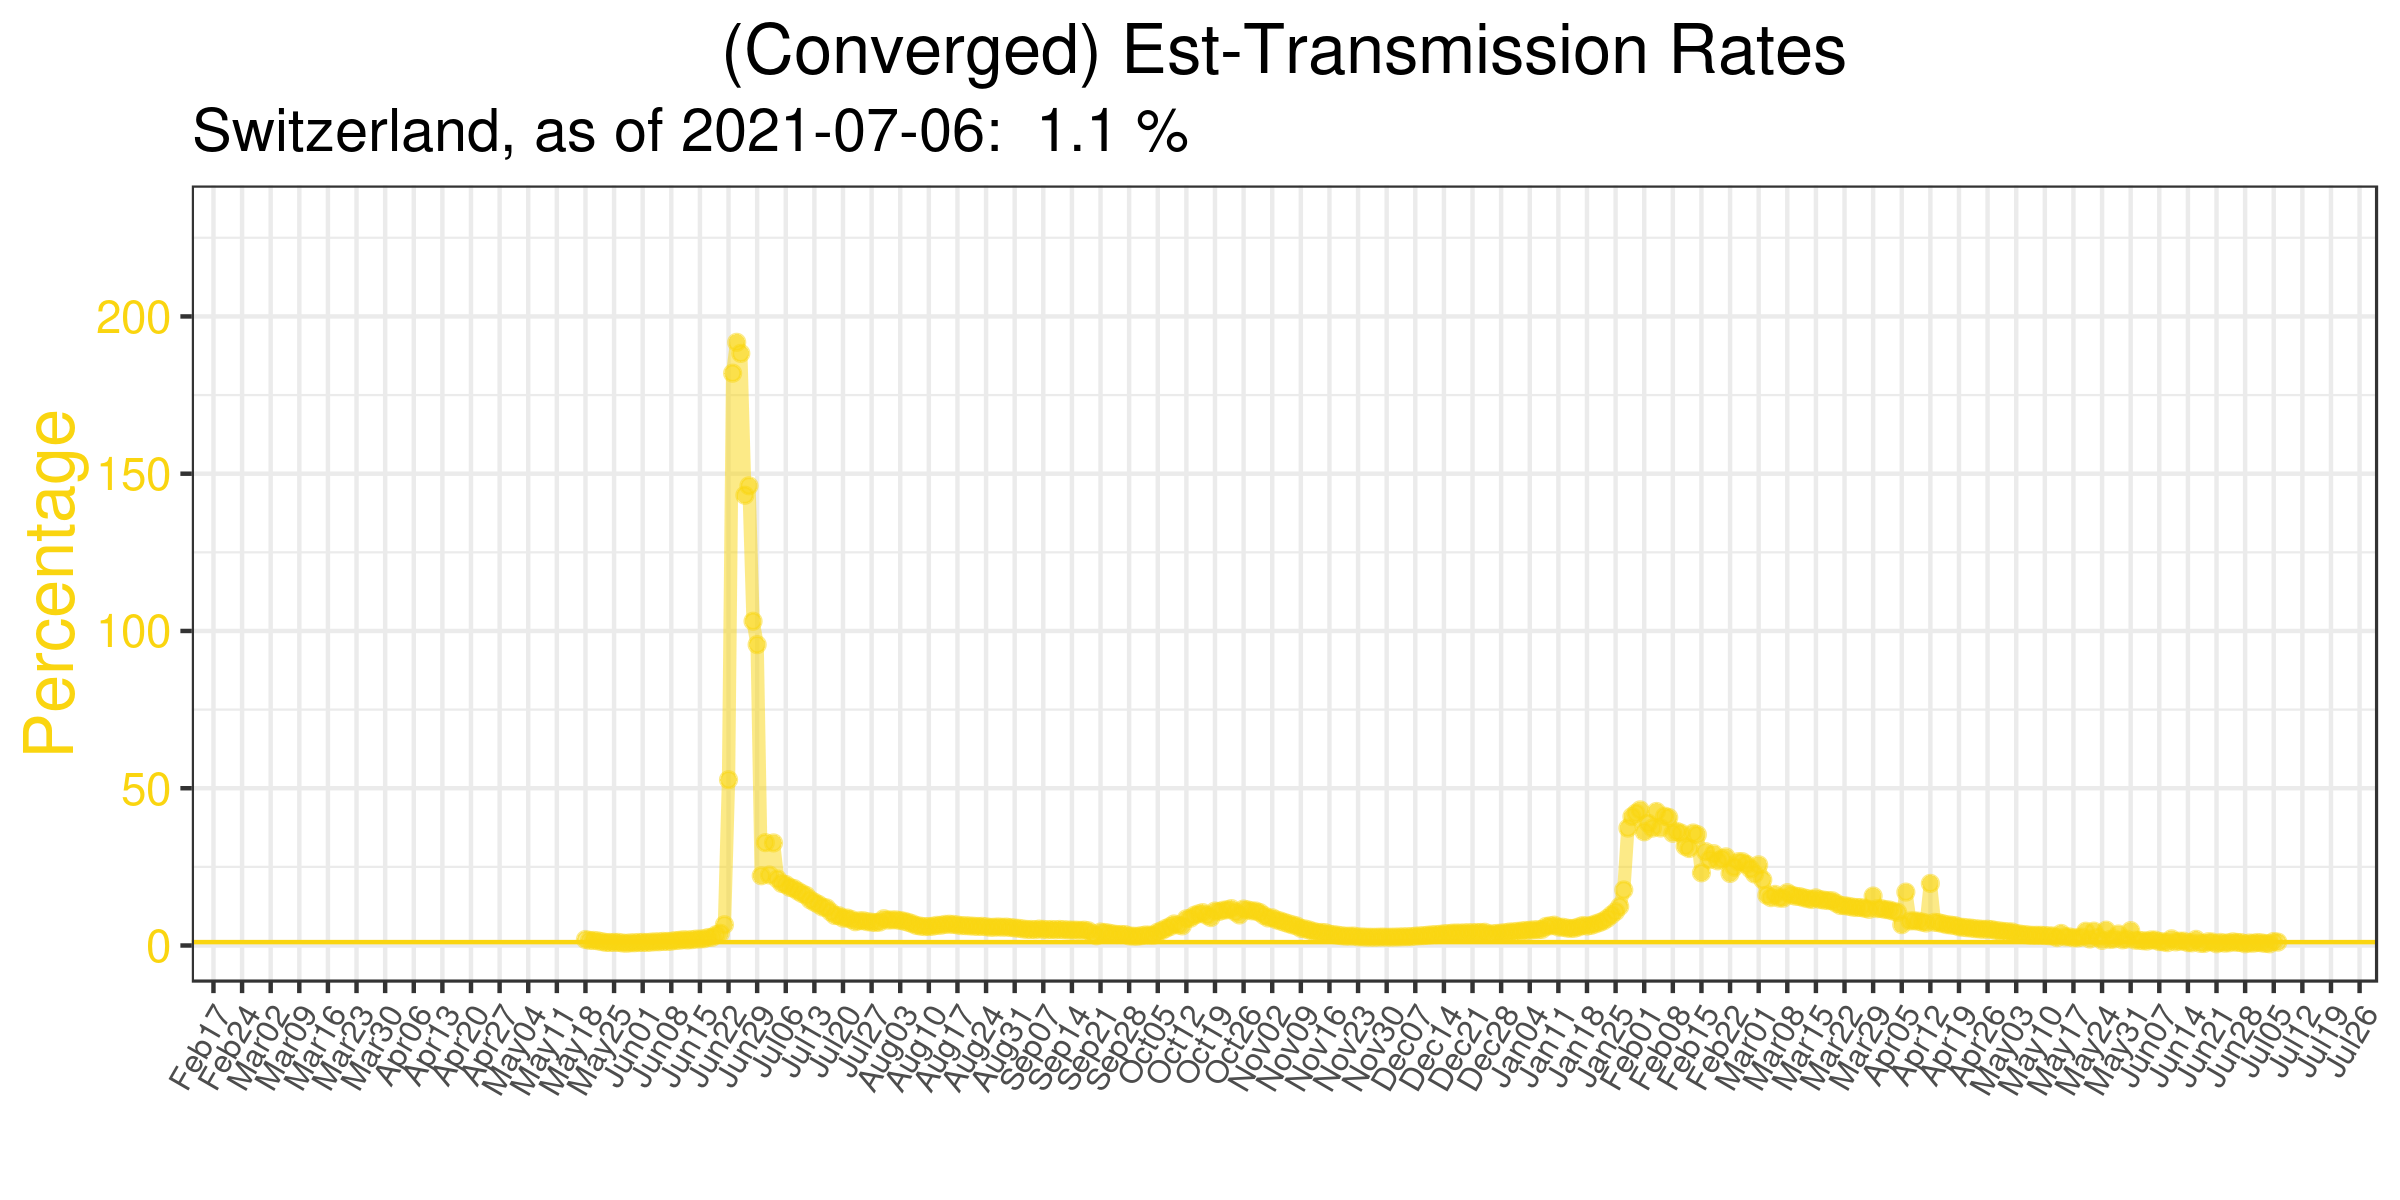 (Converged) Est-Transmission Rates
Switzerland, as of 2021-07-06: 1.1 %
Percentage
200
150
100
50
0
Feb17
Feb24
Mar02
Mar09
Mar16
Mar23
Mar30
Apr06
Apr13
Apr20
Apr27
May04
May11
May18
May25
Jun01
Jun08
Jun15
Jun22
Jun29
Jul06
Jul13
Jul20
Jul27
Aug03
Aug10
Aug17
Aug24
Aug31
Sep07
Sep14
Sep21
Sep28
Oct05
Oct12
Oct19
Oct26
Nov02
Nov09
Nov16
Nov23
Nov30
Dec07
Dec14
Dec21
Dec28
Jan04
Jan11
Jan18
Jan25
Feb01
Feb08
Feb15
Feb22
Mar01
Mar08
Mar15
Mar22
Mar29
Apr05
Apr12
Apr19
Apr26
May03
May10
May17
May24
May31
Jun07
Jun14
Jun21
Jun28
Jul05
Jul12
Jul19
Jul26